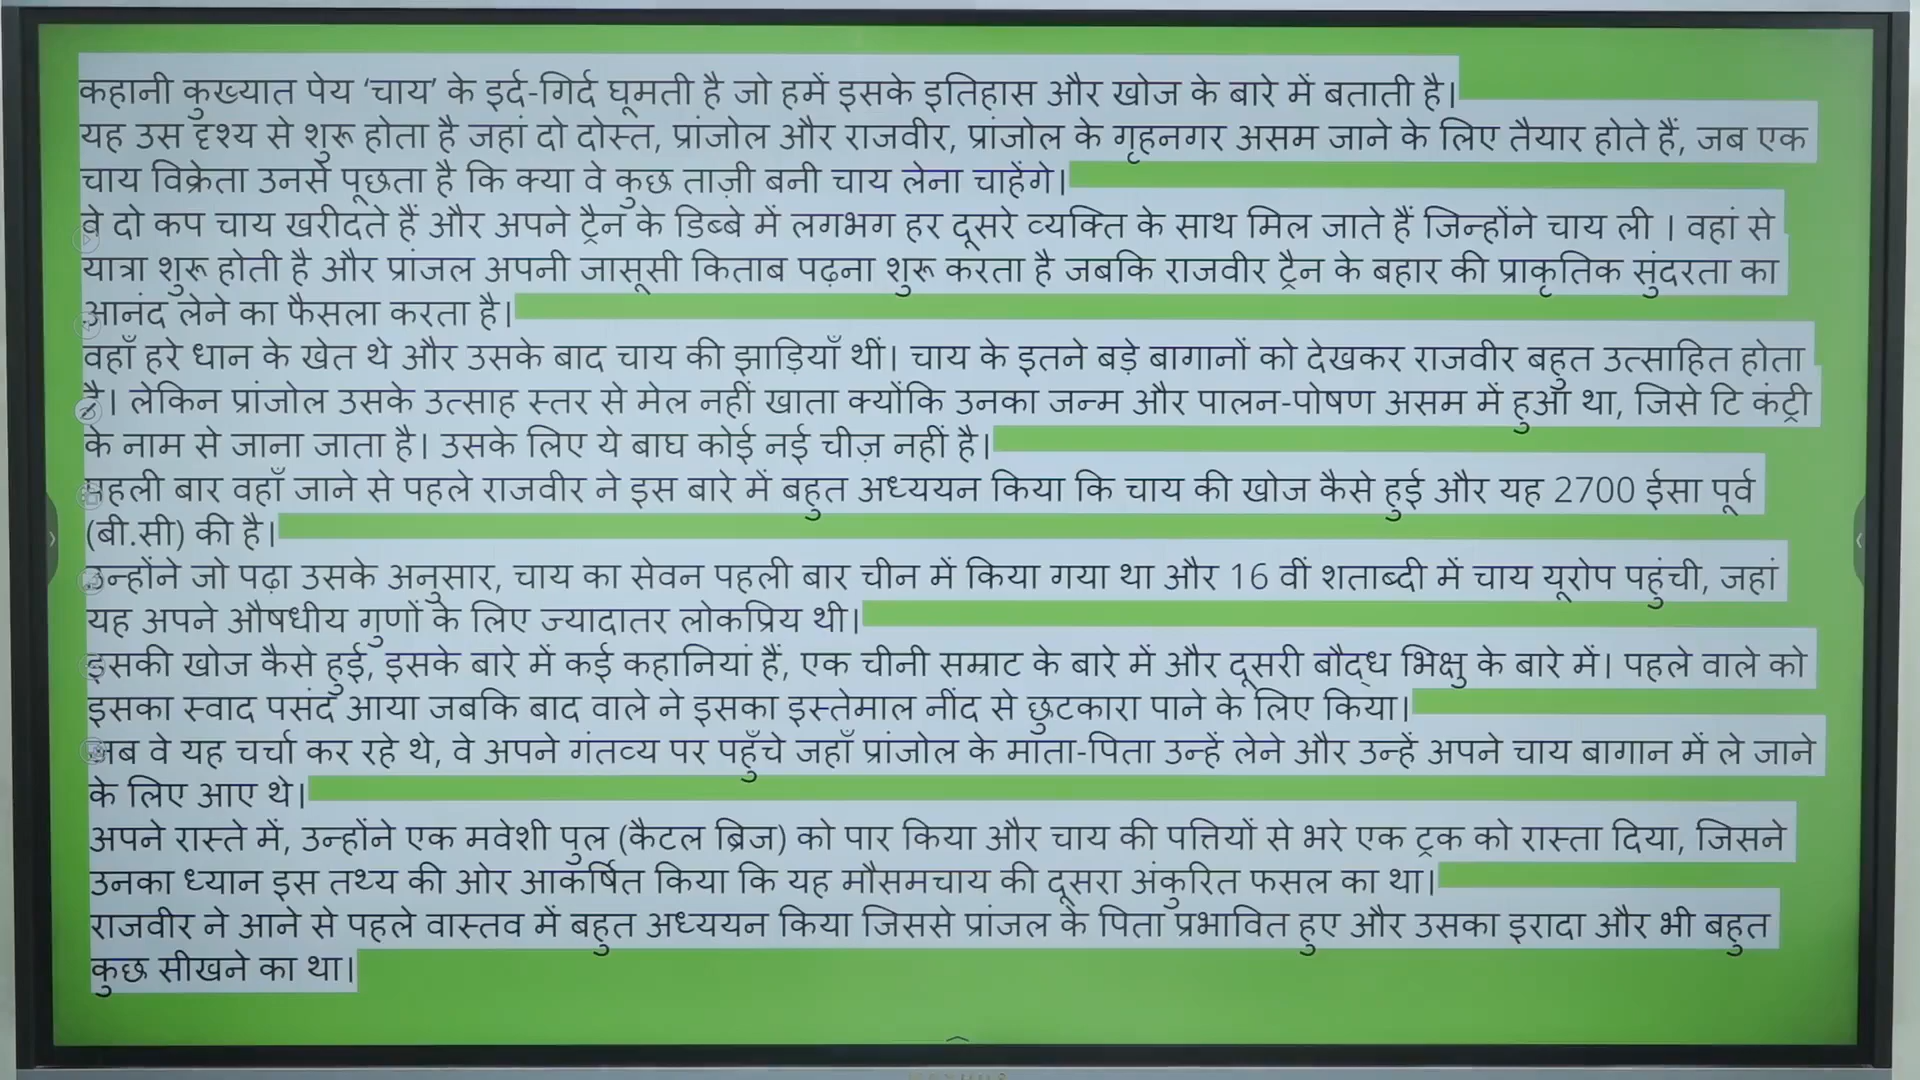 कहानी कुख्यात पेय ‘चाय’ के इर्द-गिर्द घूमती है जो हमें इसके इतिहास और खोज के बारे में बताती है।
यह उस दृश्य से शुरू होता है जहां दो दोस्त, प्रांजोल और राजवीर, प्रांजोल के गृहनगर असम जाने के लिए तैयार होते हैं, जब एक
चाय विक्रेता उनसे पूछता है कि क्या वे कुछ ताज़ी बनी चाय लेना चाहेंगे।
वे दो कप चाय खरीदते हैं और अपने ट्रैन के डिब्बे में लगभग हर दूसरे व्यक्ति के साथ मिल जाते हैं जिन्होंने चाय ली । वहां से
यात्रा शुरू होती है और प्रांजल अपनी जासूसी किताब पढ़ना शुरू करता है जबकि राजवीर ट्रैन के बहार की प्राकृतिक सुंदरता का
आनंद लेने का फैसला करता है।
वहाँ हरे धान के खेत थे और उसके बाद चाय की झाड़ियाँ थीं। चाय के इतने बड़े बागानों को देखकर राजवीर बहुत उत्साहित होता
है। लेकिन प्रांजोल उसके उत्साह स्तर से मेल नहीं खाता क्योंकि उनका जन्म और पालन-पोषण असम में हुआ था, जिसे टि कंट्री
के नाम से जाना जाता है। उसके लिए ये बाघ कोई नई चीज़ नहीं है।
पहली बार वहाँ जाने से पहले राजवीर ने इस बारे में बहुत अध्ययन किया कि चाय की खोज कैसे हुई और यह 2700 ईसा पूर्व
(बी.सी) की है।
उन्होंने जो पढ़ा उसके अनुसार, चाय का सेवन पहली बार चीन में किया गया था और 16 वीं शताब्दी में चाय यूरोप पहुंची, जहां
यह अपने औषधीय गुणों के लिए ज्यादातर लोकप्रिय थी।
इसकी खोज कैसे हुई, इसके बारे में कई कहानियां हैं, एक चीनी सम्राट के बारे में और दूसरी बौद्ध भिक्षु के बारे में। पहले वाले को
इसका स्वाद पसंद आया जबकि बाद वाले ने इसका इस्तेमाल नींद से छुटकारा पाने के लिए किया।
जब वे यह चर्चा कर रहे थे, वे अपने गंतव्य पर पहुँचे जहाँ प्रांजोल के माता-पिता उन्हें लेने और उन्हें अपने चाय बागान में ले जाने
के लिए आए थे।
अपने रास्ते में, उन्होंने एक मवेशी पुल (कैटल ब्रिज) को पार किया और चाय की पत्तियों से भरे एक ट्रक को रास्ता दिया, जिसने
उनका ध्यान इस तथ्य की ओर आकर्षित किया कि यह मौसमचाय की दूसरा अंकुरित फसल का था।
राजवीर ने आने से पहले वास्तव में बहुत अध्ययन किया जिससे प्रांजल के पिता प्रभावित हुए और उसका इरादा और भी बहुत
कुछ सीखने का था।